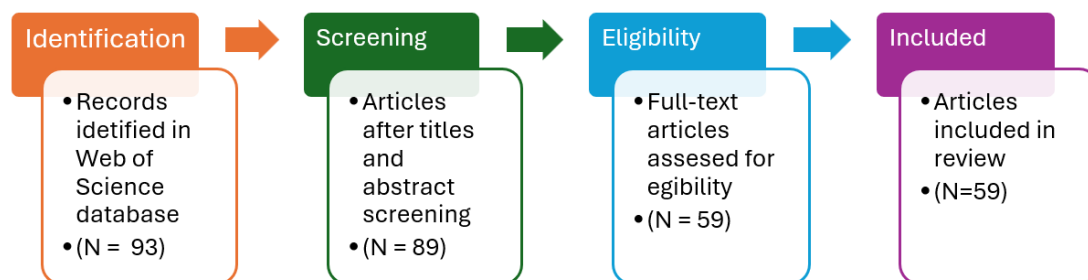 Identification
Screening
Eligibility
Included
•Records
idetified in
Web of
Science
database
•(N =  93)
•Articles
after titles
and
abstract
screening
•(N = 89)
•Full-text
articles
assesed for
egibility
•(N = 59)
•Articles
included in
review
•(N=59)